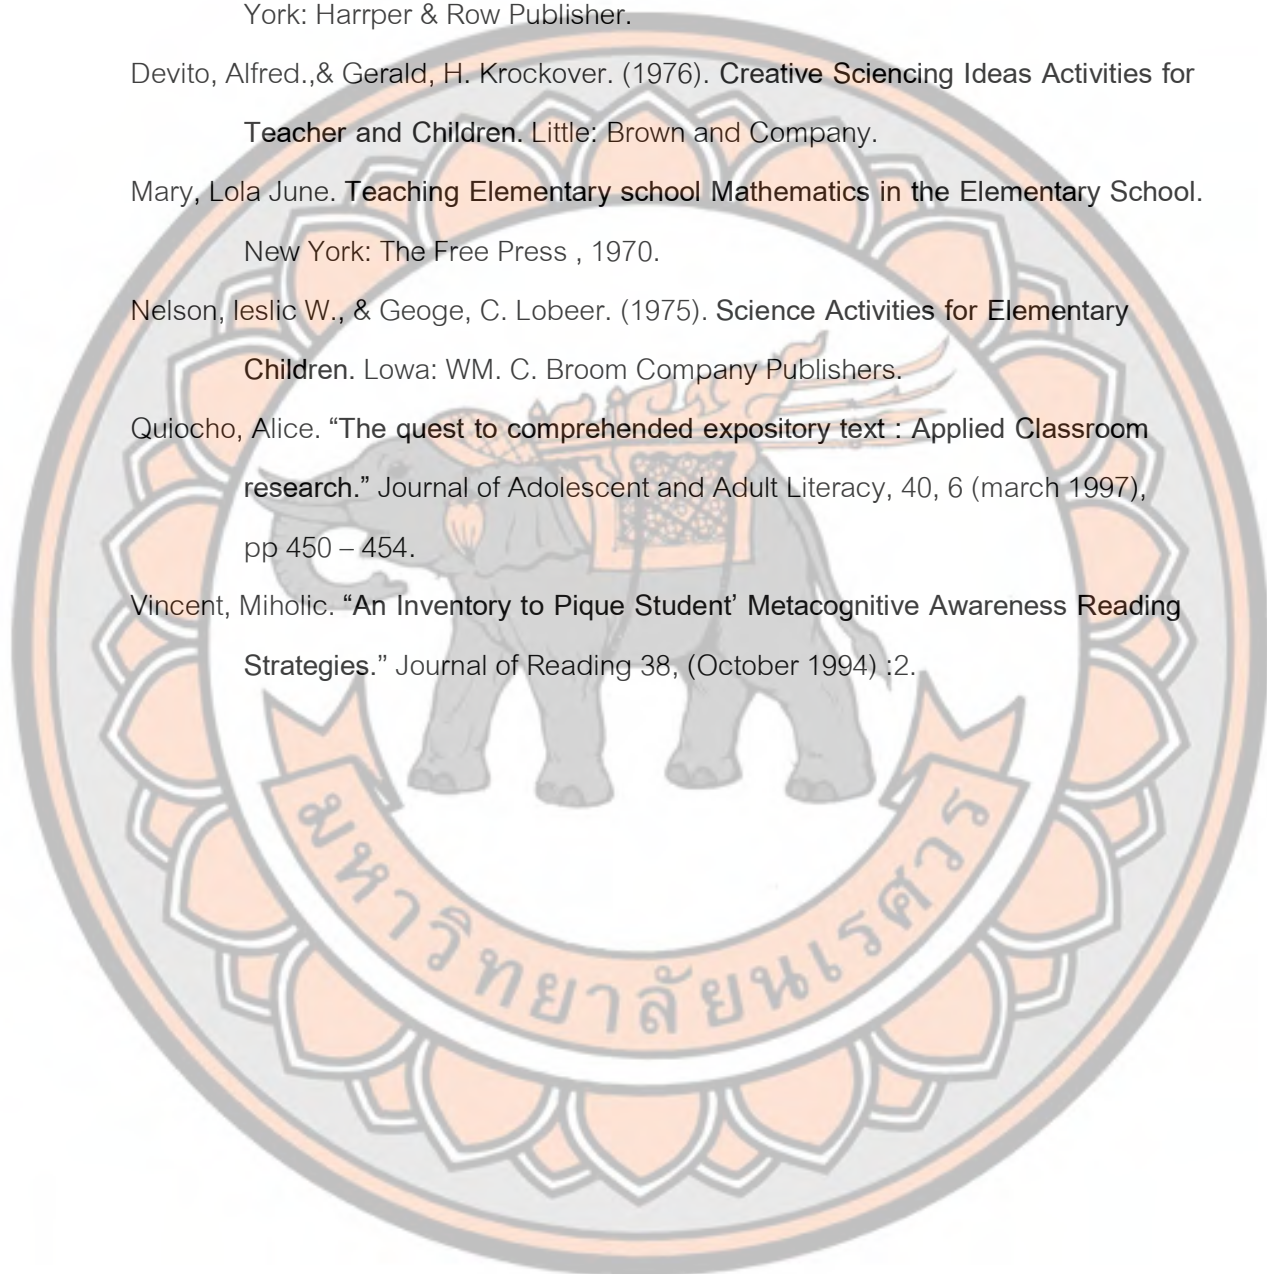 York: Harrper & Row Publisher.
Devito, Alfred.,& Gerald, H. Krockover. (1976). Creative Sciencing Ideas Activities for
Teacher and Children. Little: Brown and Company.
Mary, Lola June. Teaching Elementary school Mathematics in the Elementary School.
New York: The Free Press , 1970.
Nelson, leslic W., & Geoge, C. Lobeer. (1975). Science Activities for Elementary
Children. Lowa: WM. C. Broom Company Publishers.
Quiocho, Alice. “The quest to comprehended expository text : Applied Classroom
research.” Journal of Adolescent and Adult Literacy, 40, 6 (march 1997),
pp 450 – 454.
Vincent, Miholic. “An Inventory to Pique Student’ Metacognitive Awareness Reading
Strategies.” Journal of Reading 38, (October 1994) :2.
มหาวิทยาลัยนเรศวร